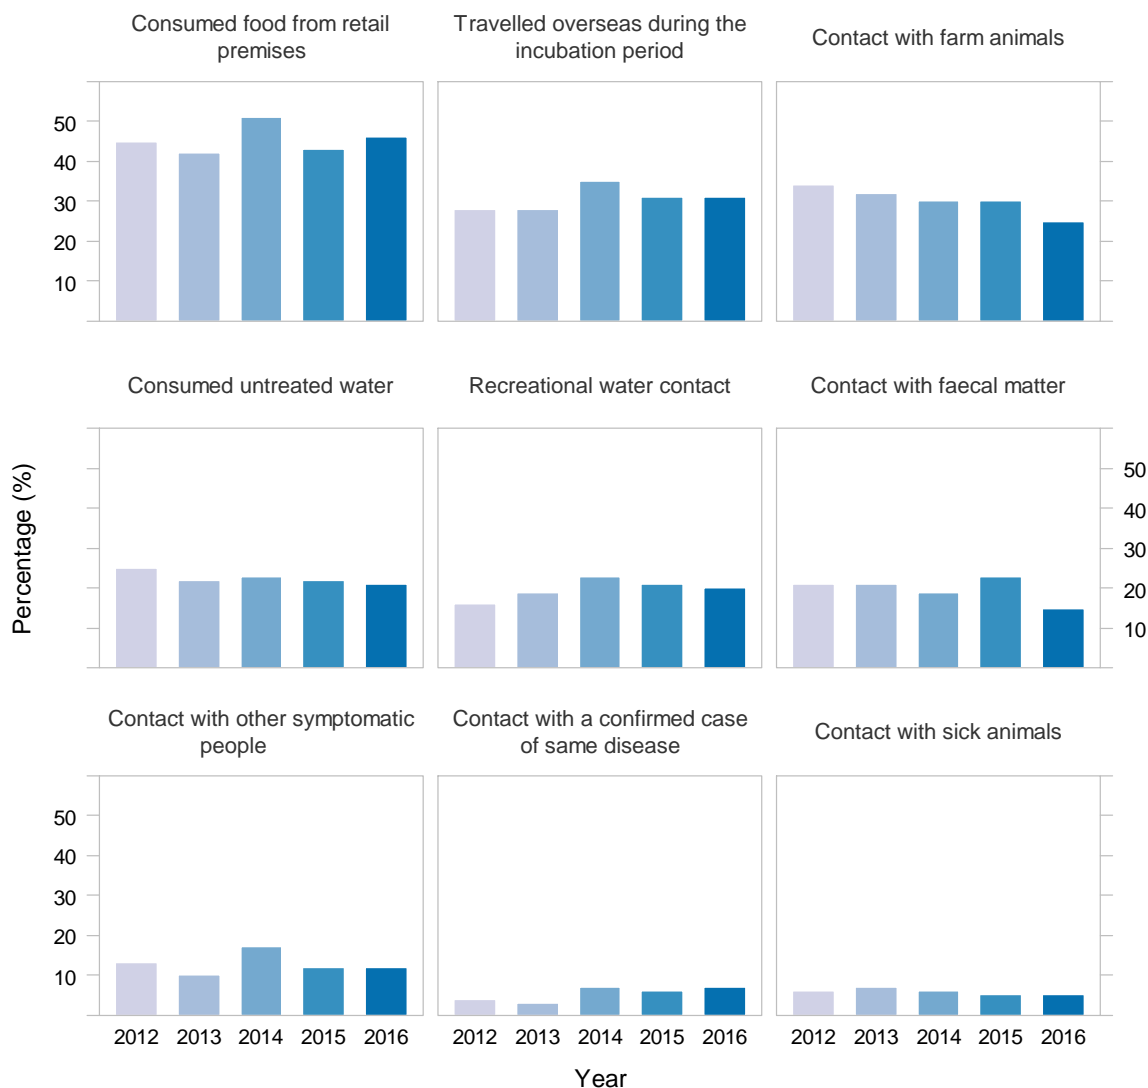 Consumed food from retail
premises
Travelled overseas during the
incubation period
Contact with farm animals
50
40
30
20
10
Consumed untreated water
Recreational water contact
Contact with faecal matter
Percentage (%)
50
40
30
20
10
Contact with other symptomatic
people
Contact with a confirmed case
of same disease
Contact with sick animals
50
40
30
20
10
2012 2013 2014 2015 2016
2012 2013 2014 2015 2016
2012 2013 2014 2015 2016
Year